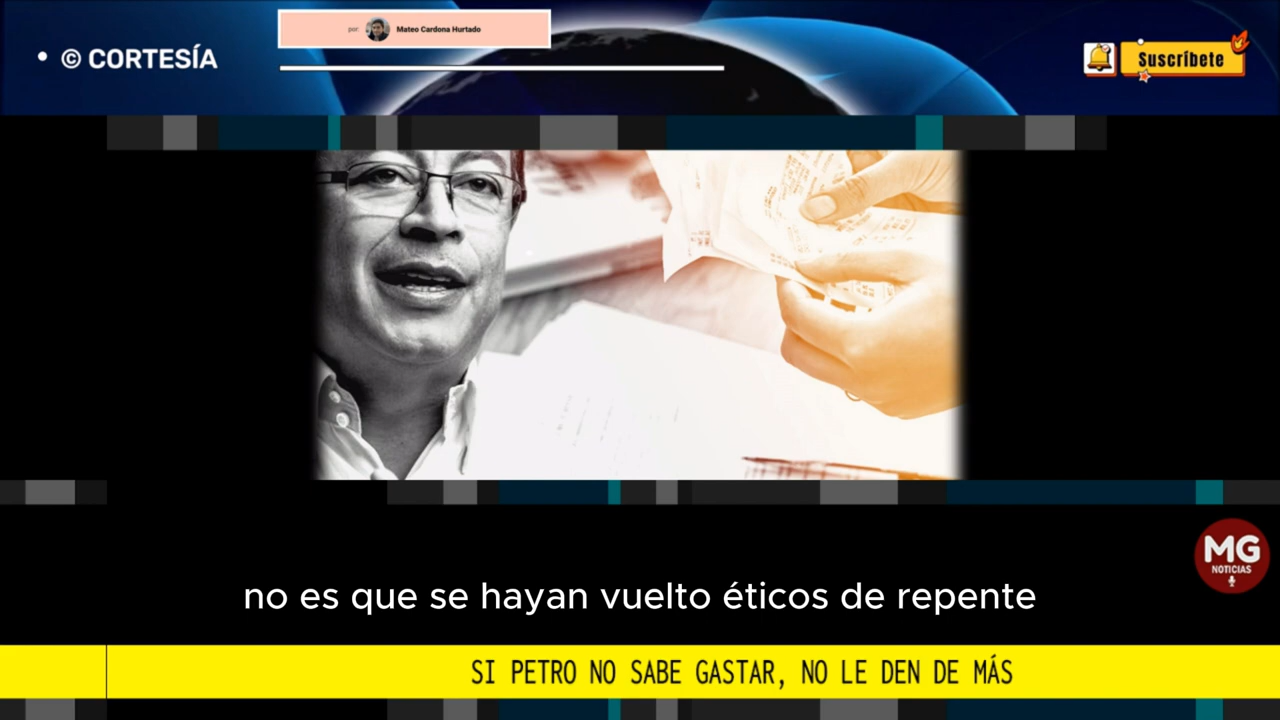 • © CORTESÍA
por: Mateo Cardona Hurtado
Suscríbete
MG
NOTICIAS
no es que se hayan vuelto éticos de repente
SI PETRO NO SABE GASTAR, NO LE DEN DE MÁS